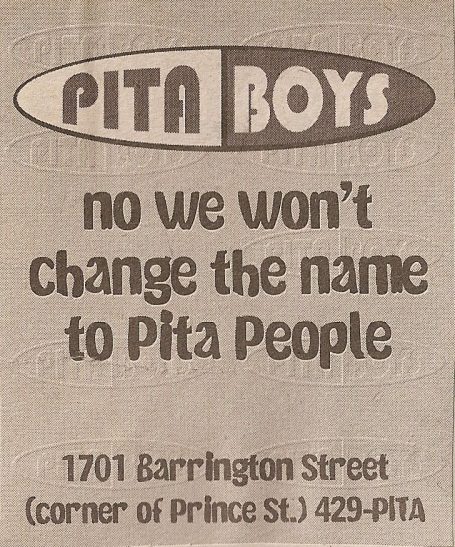 PITA BOYS
no we won't
change the name
to Pita People
1701 Barrington Street
(corner of Prince St.) 429-PITA